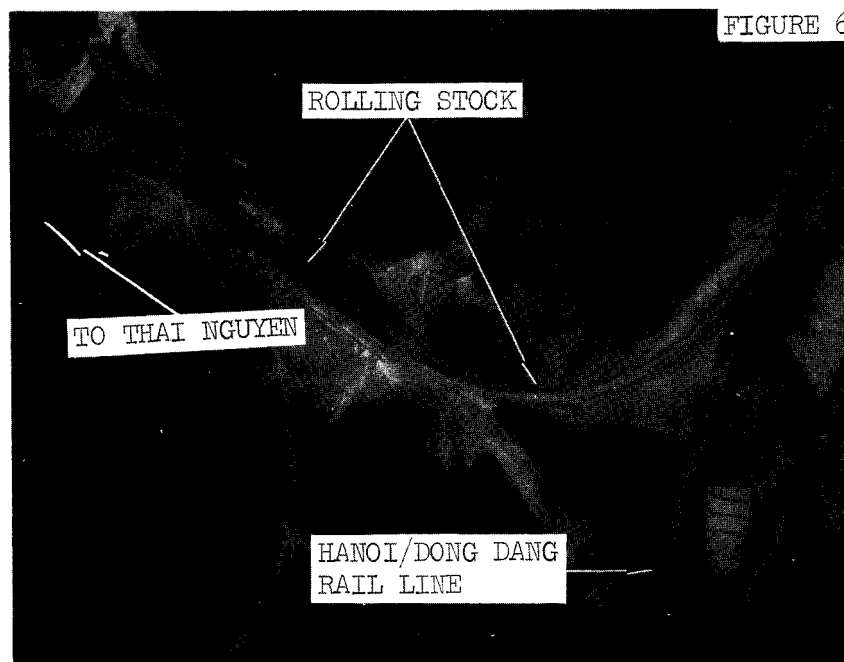 FIGURE 6
ROLLING STOCK
TO THAI NGUYEN
HANOI/DONG DANG
RAIL LINE